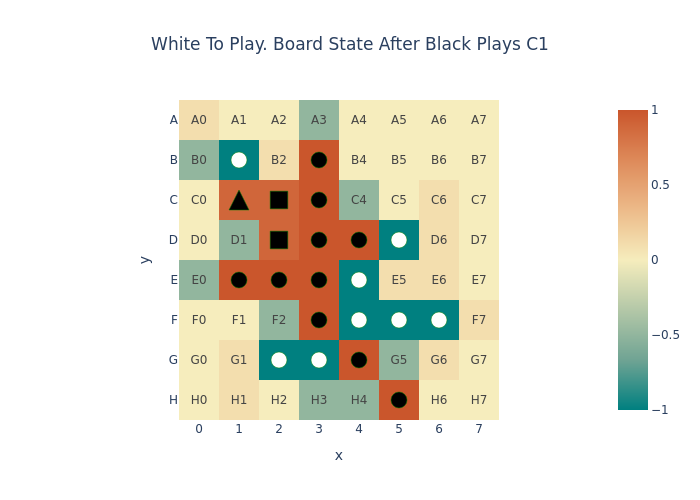 White To Play. Board State After Black Plays C1
A A0 A1 A2 A3 A4 A5 A6 A7
B B0 B2 B4 B5 B6 B7
C C0 C4 C5 C6 C7
D D0 D1 D6 D7
E E0 E5 E6 E7
F F0 F1 F2 F7
G G0 G1 G5 G6 G7
H H0 H1 H2 H3 H4 H6 H7
0 1 2 3 4 5 6 7
x
y
1
0.5
0
−0.5
−1